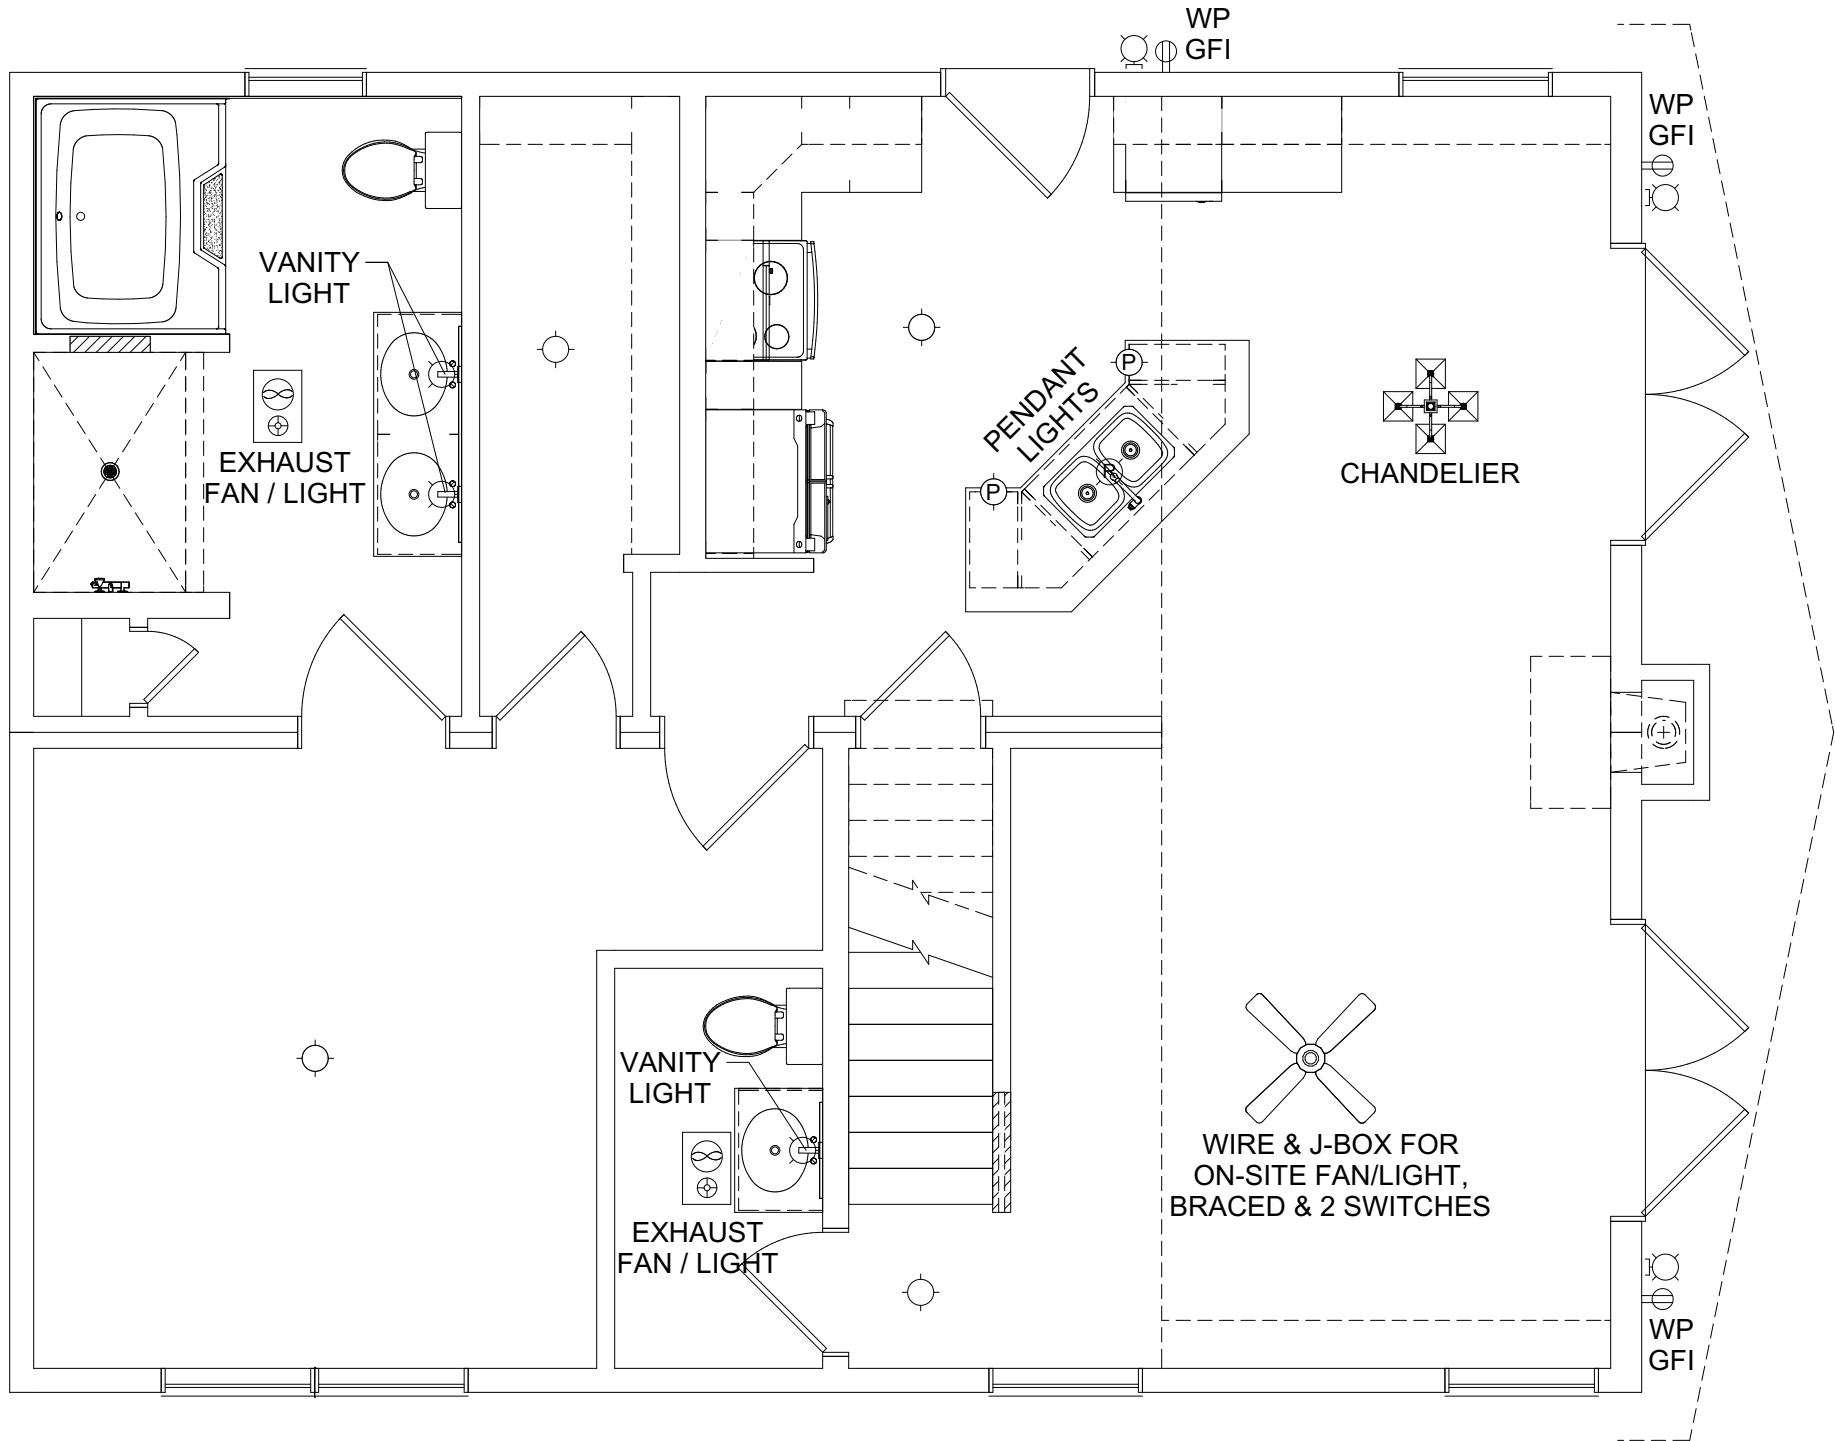 WP
GFI
WP
GFI
VANITY
LIGHT
PENDANT
LIGHTS
P
P
P
EXHAUST
FAN / LIGHT
CHANDELIER
VANITY
LIGHT
WIRE & J-BOX FOR
ON-SITE FAN/LIGHT,
BRACED & 2 SWITCHES
EXHAUST
FAN / LIGHT
WP
GFI